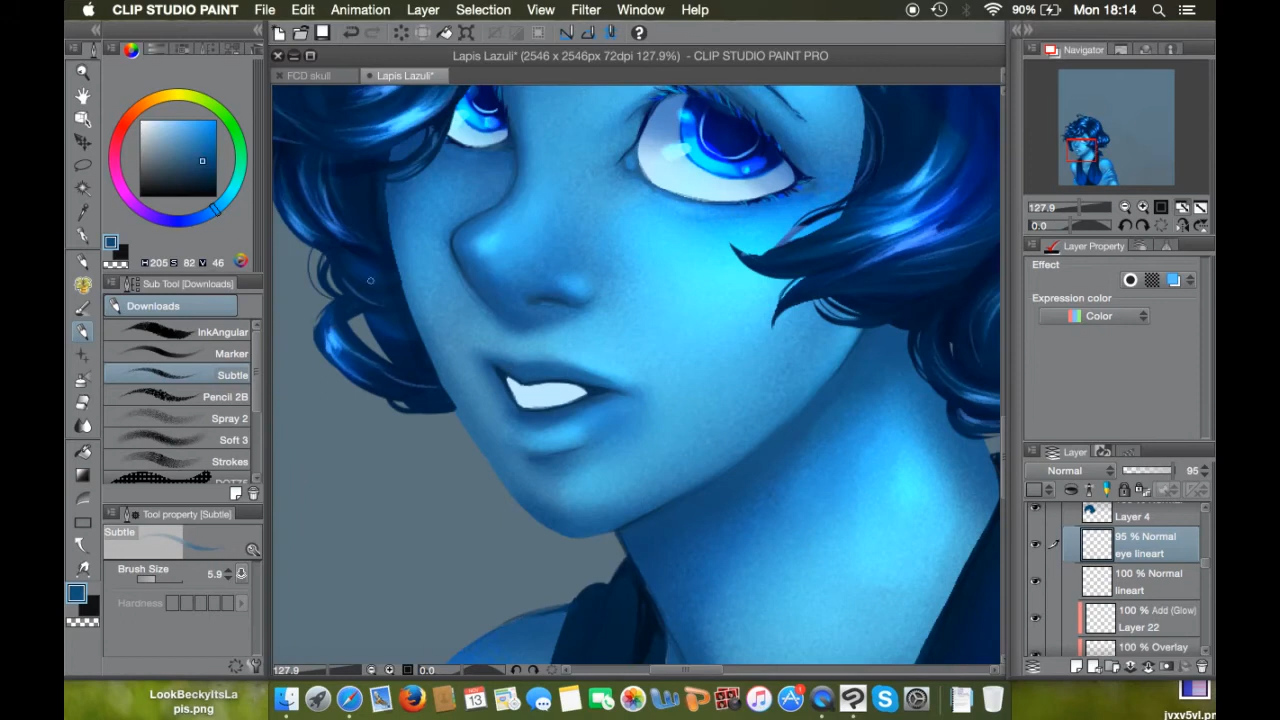 CLIP STUDIO PAINT File Edit Animation Layer Selection View Filter Window Help 90% Mon 18:14
Lapis Lazuli* (2546 x 2546px 72dpi 127.9%) - CLIP STUDIO PAINT PRO
FCD skull
Lapis Lazuli*
Navigator
127.9
0.0
Layer Property
Effect
Expression color
Color
H 205 S 82 V 46
Sub Tool [Downloads]
Downloads
InkAngular
Marker
Subtle
Pencil 2B
Spray 2
Soft 3
Strokes
Tool property [Subtle]
Subtle
Brush Size 5.9
Hardness
Layer
Normal 95
Layer 4
95 % Normal
eye lineart
100 % Normal
lineart
100 % Add (Glow)
Layer 22
100 % Overlay
127.9 0.0
NOV
13
LookBeckyItsLa
pis.png
jvxv5vl.pn